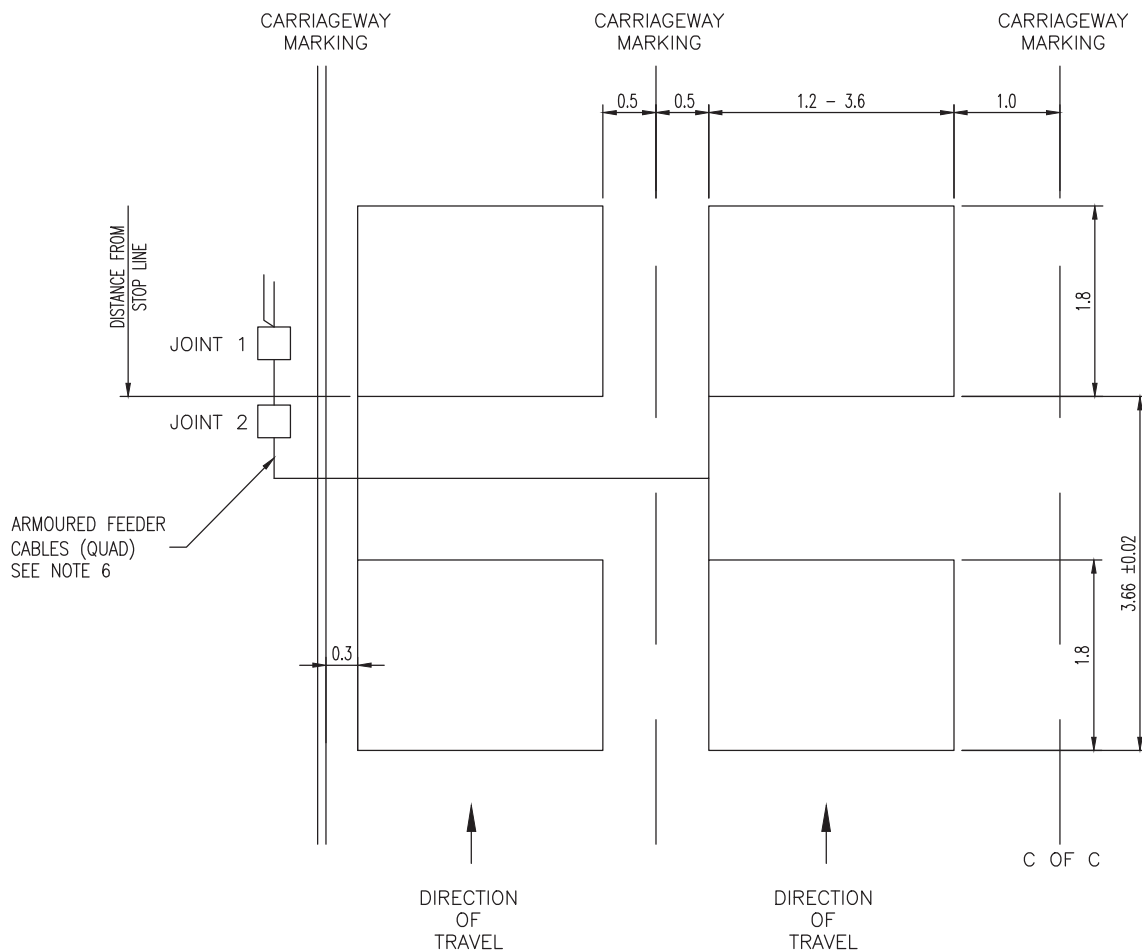 CARRIAGEWAY
MARKING
CARRIAGEWAY
MARKING
CARRIAGEWAY
MARKING
0.5
0.5
1.2 – 3.6
1.0
DISTANCE FROM
STOP LINE
1.8
JOINT 1
JOINT 2
ARMOURED FEEDER
CABLES (QUAD)
SEE NOTE 6
3.66 ±0.02
0.3
1.8
C OF C
DIRECTION
OF
TRAVEL
DIRECTION
OF
TRAVEL